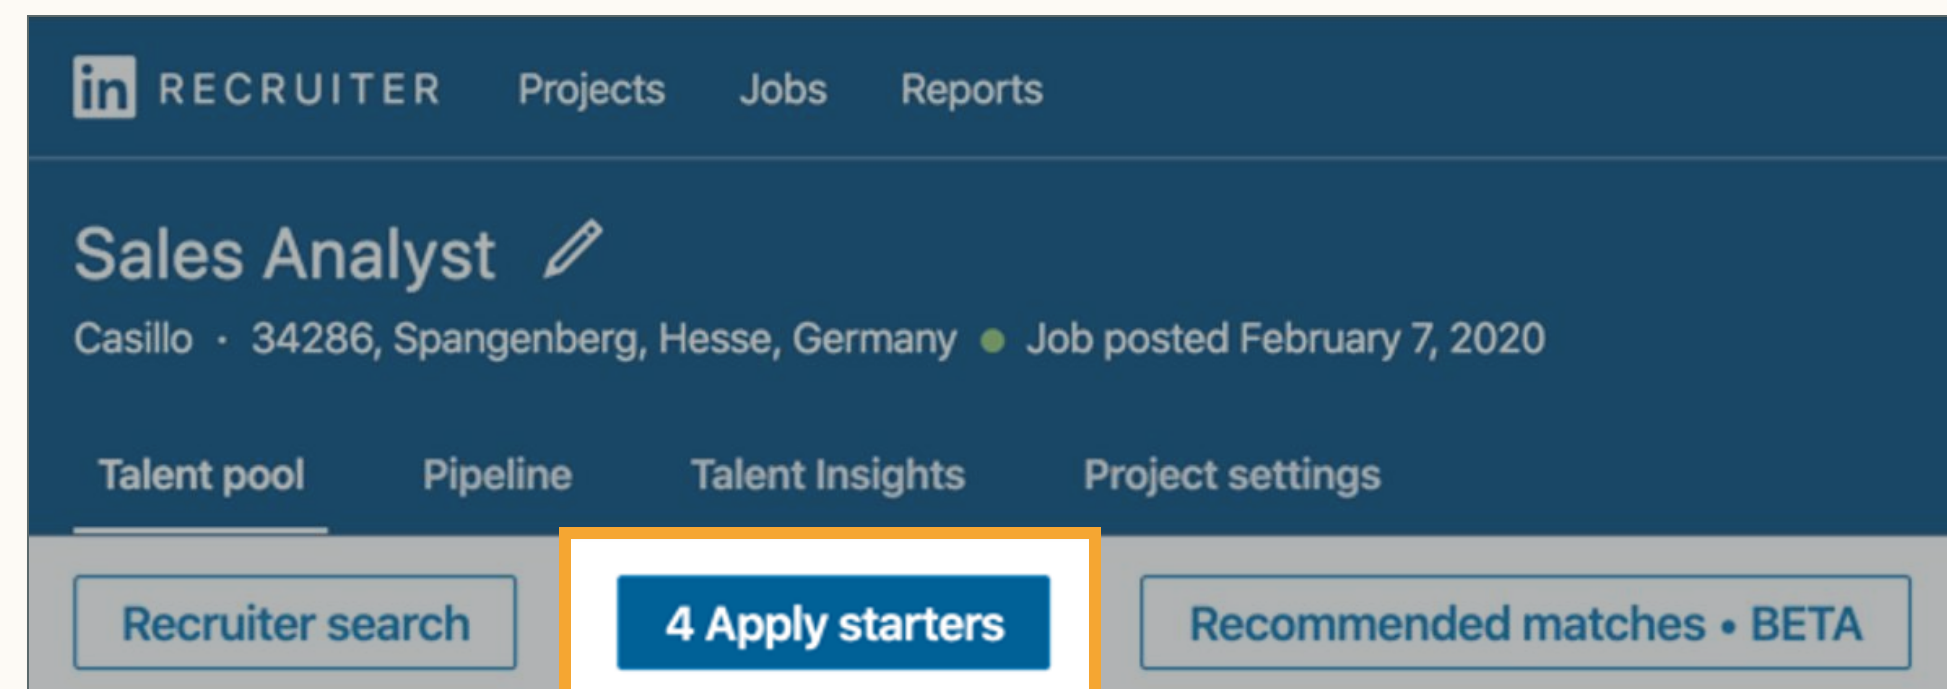 in RECRUITER Projects Jobs Reports
Sales Analyst
Casillo · 34286, Spangenberg, Hesse, Germany ● Job posted February 7, 2020
Talent pool Pipeline Talent Insights Project settings
Recruiter search 4 Apply starters Recommended matches • BETA